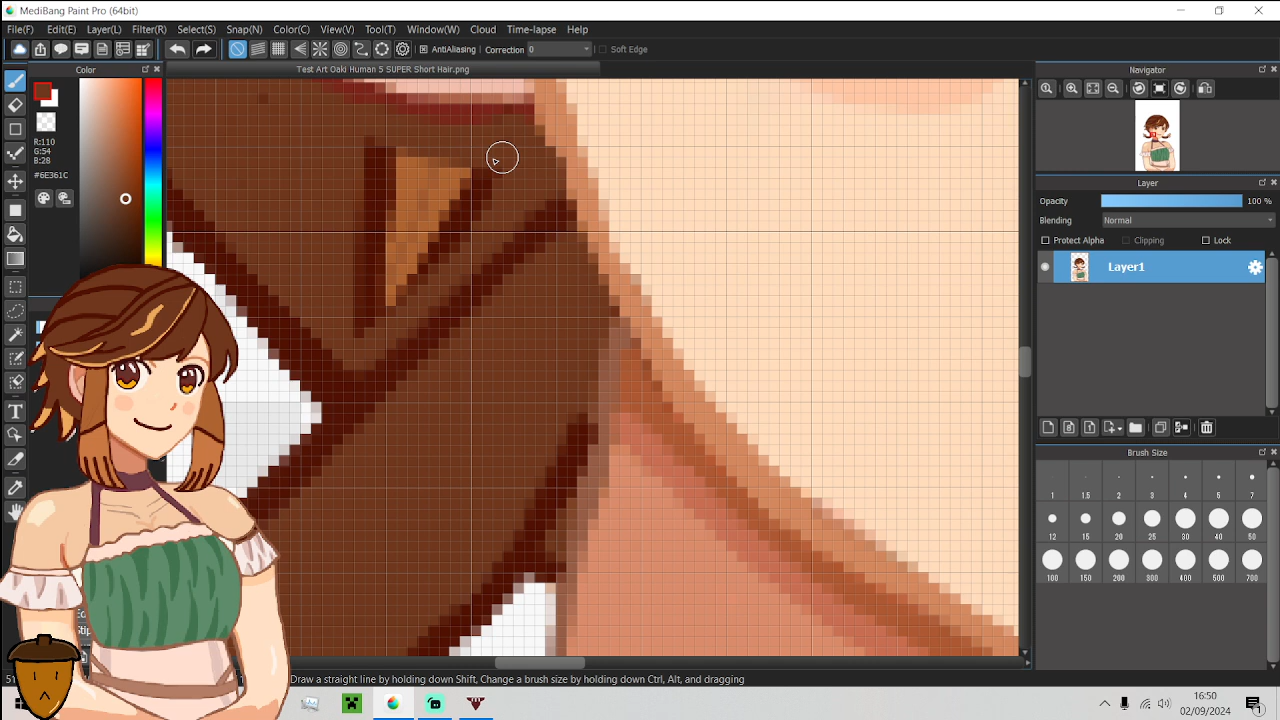 MediBang Paint Pro (64bit)
File(F) Edit(E) Layer(L) Filter(R) Select(S) Snap(N) Color(C) View(V) Tool(T) Window(W) Cloud Time-lapse Help
AntiAliasing Correction 0 Soft Edge
Color
Test Art Oaki Human 5 SUPER Short Hair.png
Navigator
R:110
G:54
B:28
#6E361C
Layer
Opacity 100 %
Blending Normal
Protect Alpha Clipping Lock
Layer1
Brush Size
1 1.5 2 3 4 5 7
12 15 20 25 30 40 50
100 150 200 300 400 500 700
Draw a straight line by holding down Shift, Change a brush size by holding down Ctrl, Alt, and dragging
16:50
02/09/2024